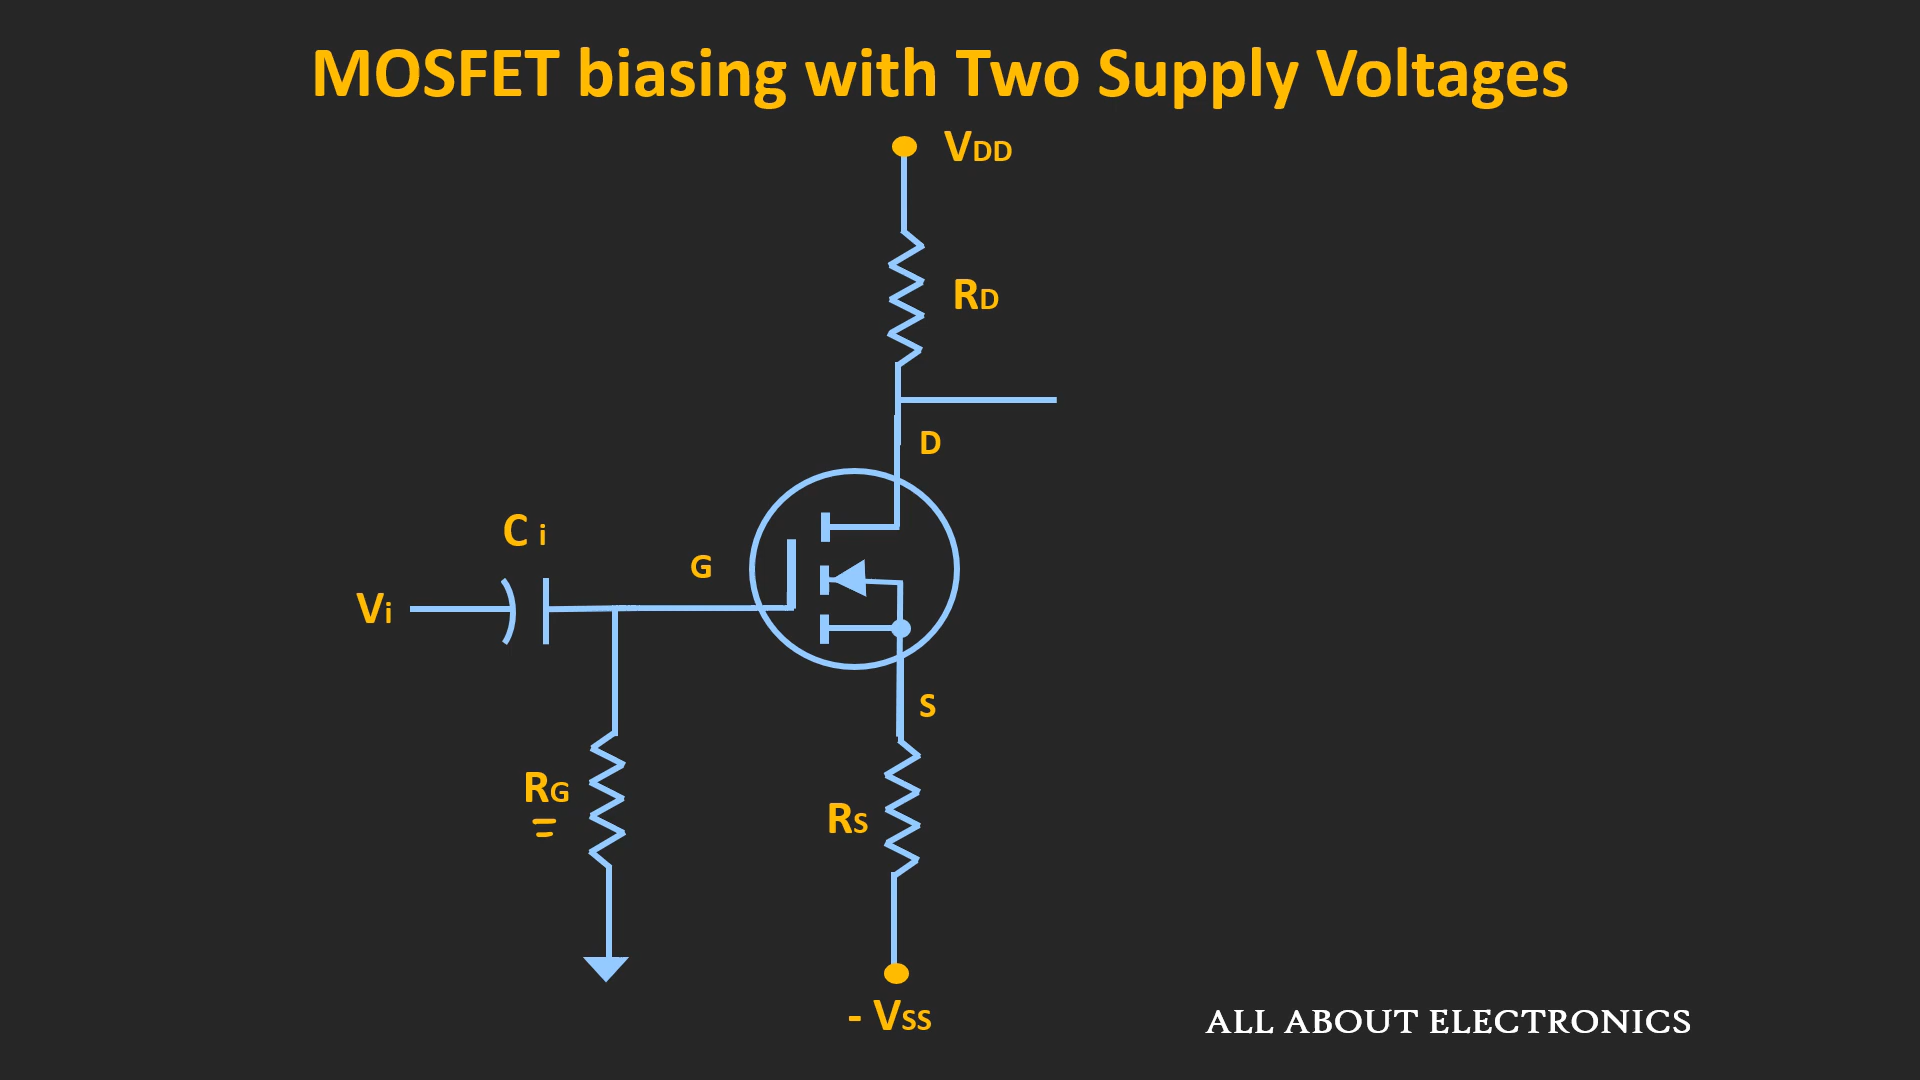 MOSFET biasing with Two Supply Voltages
VDD
RD
D
C i
G
Vi
S
RG
RS
- VSS
ALL ABOUT ELECTRONICS